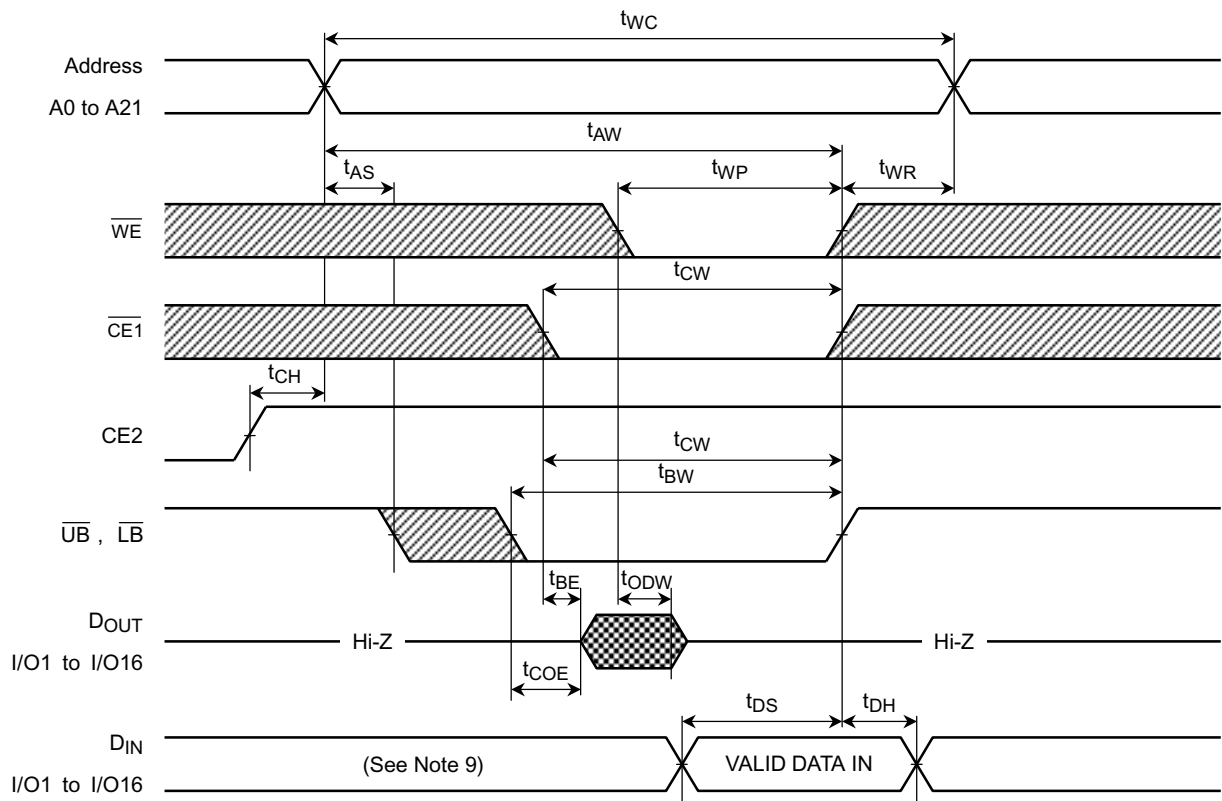 tWC
Address
A0 to A21
tAW
tAS
tWP
tWR
WE
tCW
CE1
tCH
CE2
tCW
tBW
UB , LB
tBE
tODW
DOUT
Hi-Z
Hi-Z
I/O1 to I/O16
tCOE
tDS
tDH
DIN
(See Note 9)
VALID DATA IN
I/O1 to I/O16